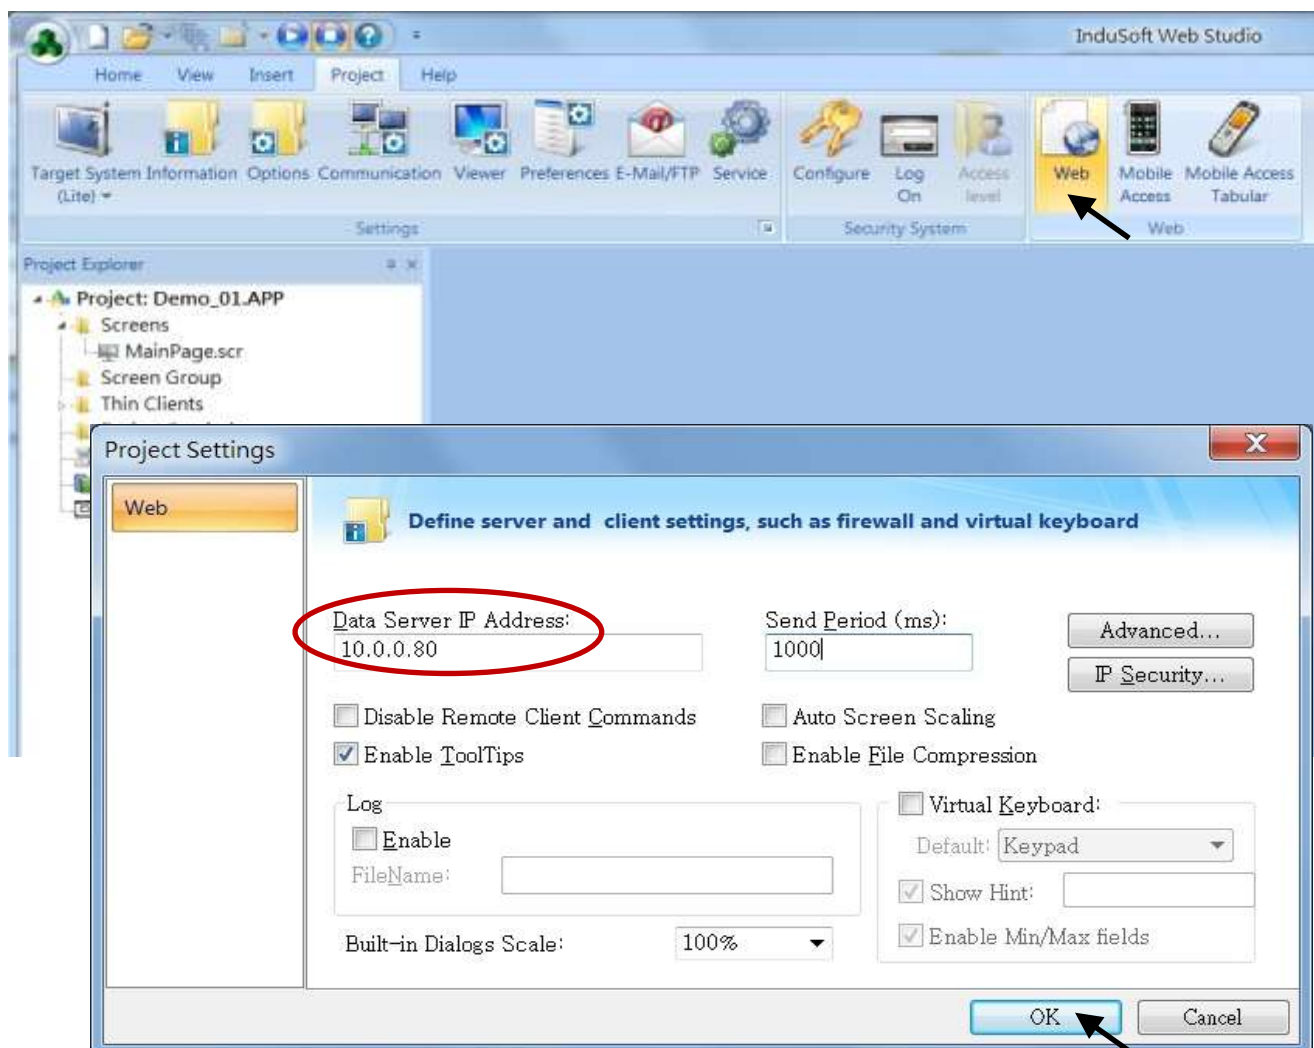 InduSoft Web Studio
Home View Insert Project Help
Target System Information Options Communication Viewer Preferences E-Mail/FTP Service Configure Log Access Web Mobile Mobile Access
(Lite) On level Access Tabular
Settings Security System Web
Project Explorer
Project: Demo_01.APP
Screens
MainPage.scr
Screen Group
Thin Clients
Project Settings
Web
Define server and client settings, such as firewall and virtual keyboard
Data Server IP Address: Send Period (ms):
10.0.0.80 1000
Advanced...
IP Security...
Disable Remote Client Commands Auto Screen Scaling
Enable ToolTips Enable File Compression
Log Virtual Keyboard:
Enable Default: Keypad
FileName: Show Hint:
Built-in Dialogs Scale: 100% Enable Min/Max fields
OK Cancel